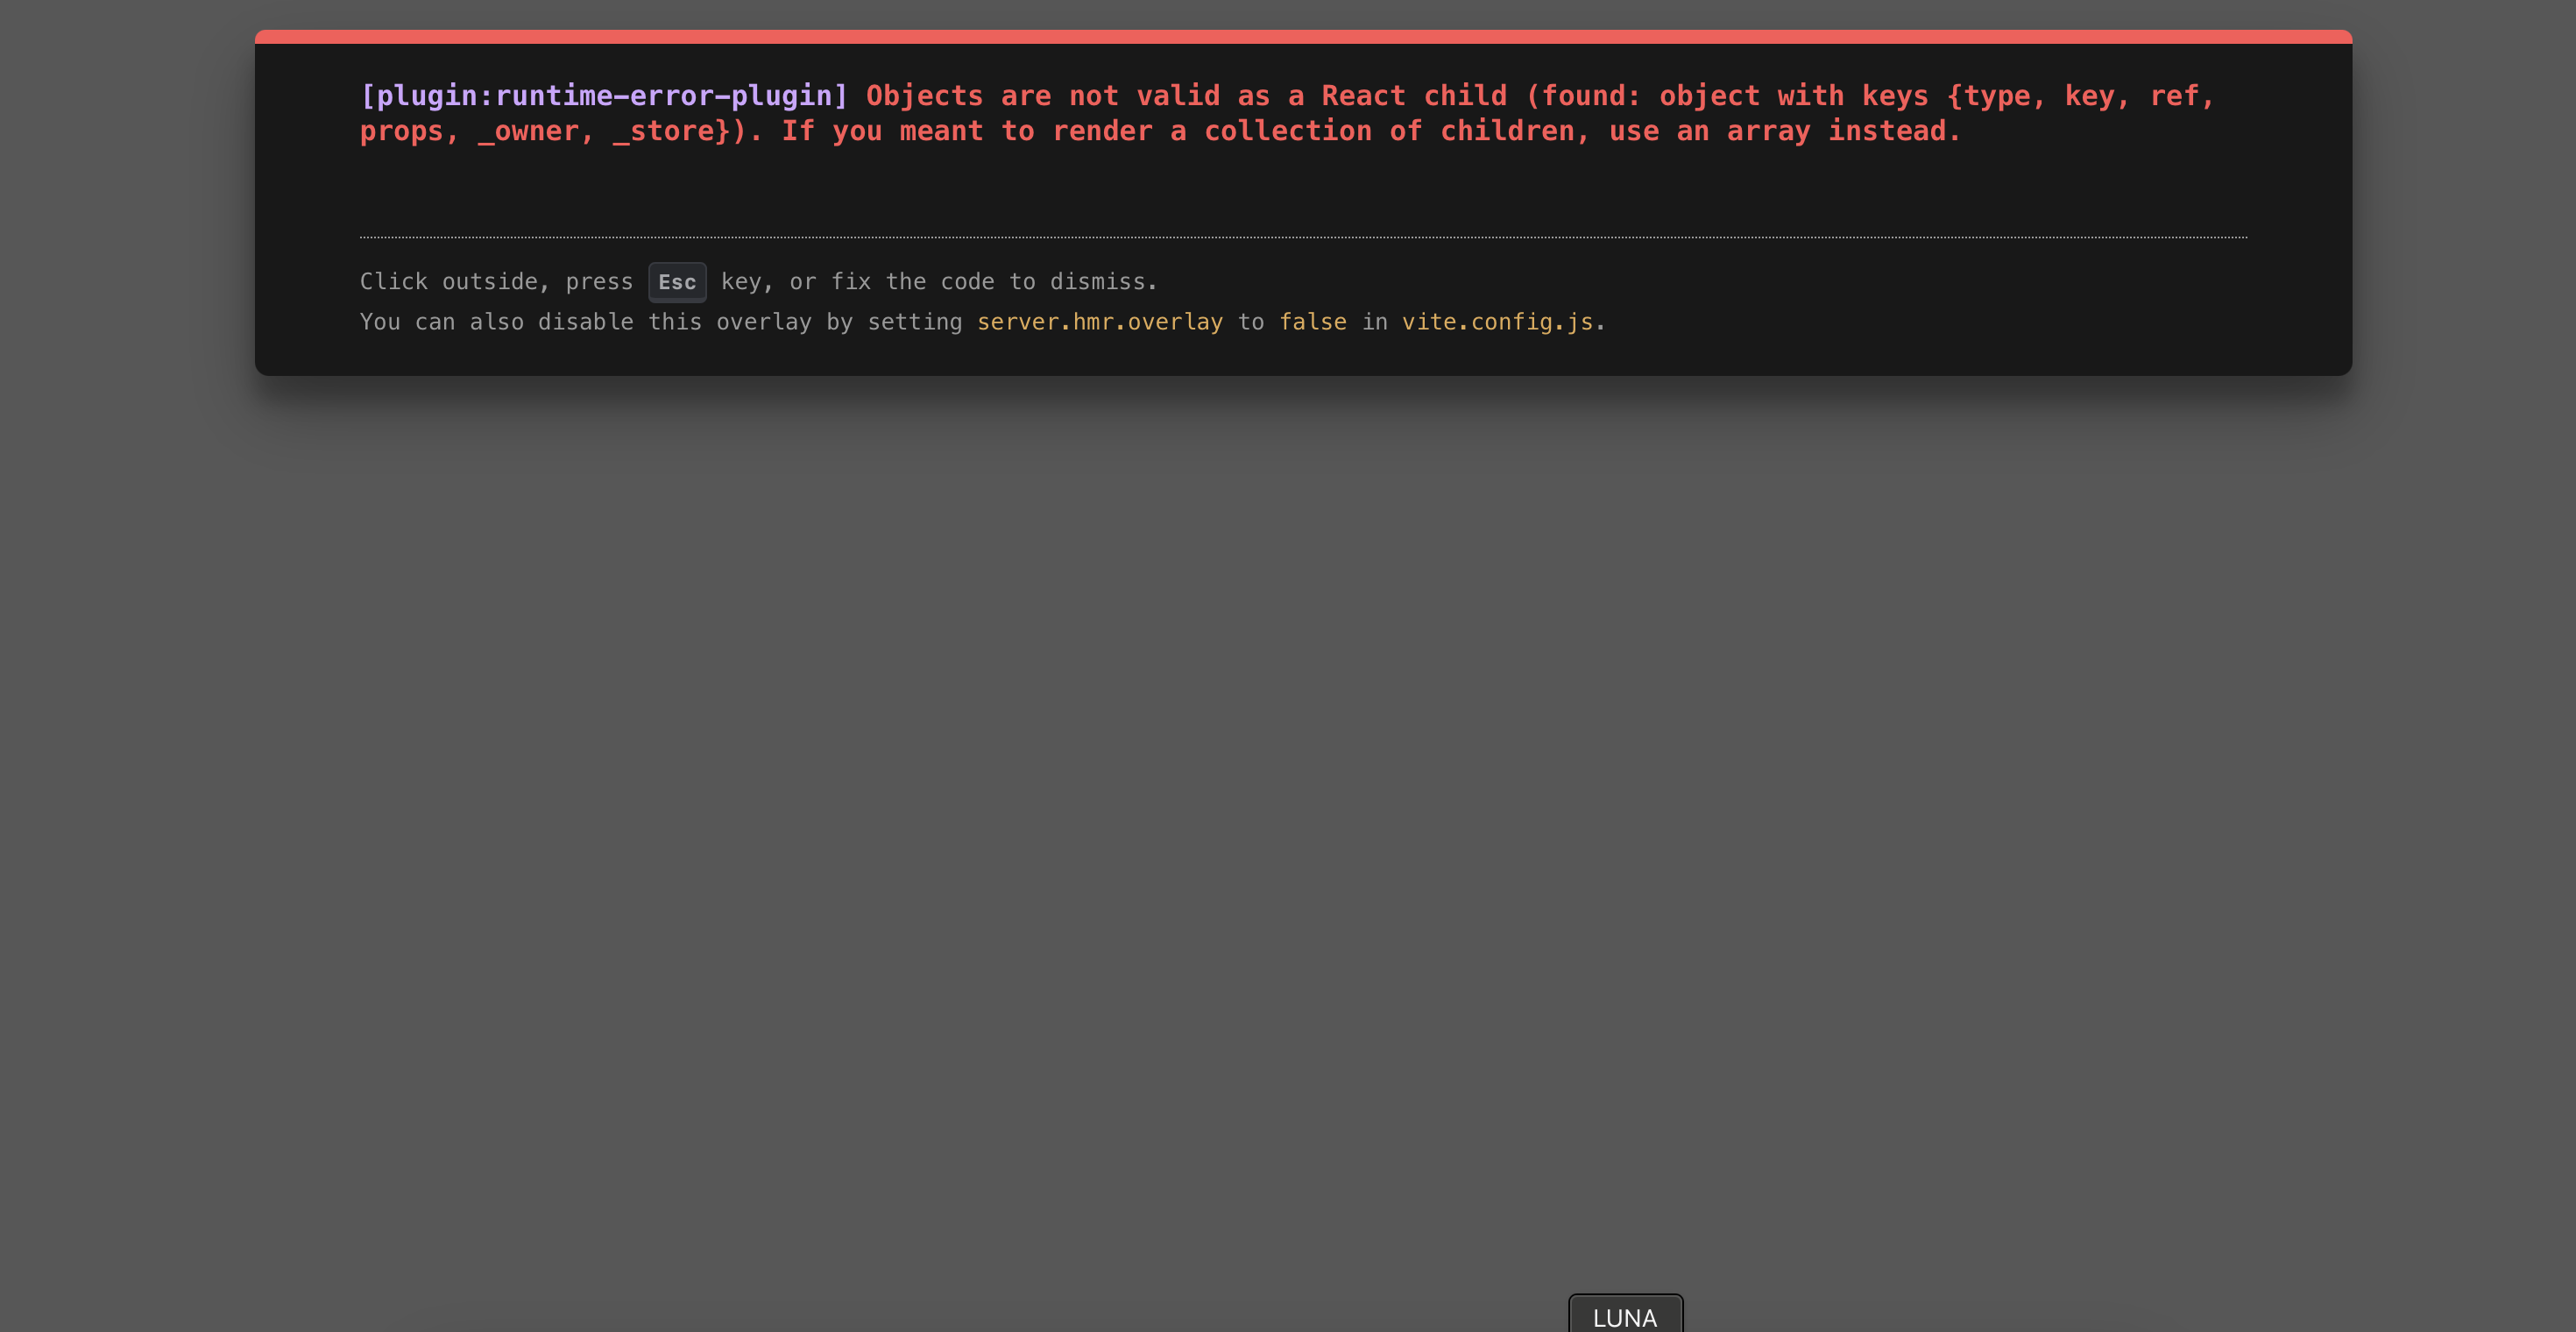 [plugin:runtime-error-plugin] Objects are not valid as a React child (found: object with keys {type, key, ref,
props, _owner, _store}). If you meant to render a collection of children, use an array instead.
Click outside, press Esc key, or fix the code to dismiss.
You can also disable this overlay by setting server.hmr.overlay to false in vite.config.js.
LUNA